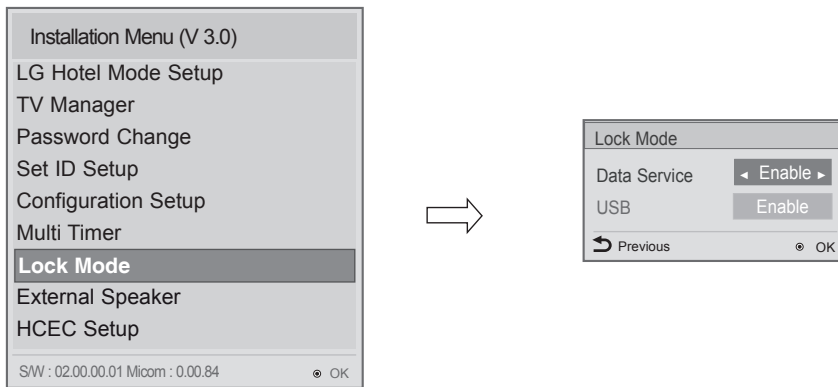 Installation Menu (V 3.0)
LG Hotel Mode Setup
TV Manager
Password Change
Set ID Setup
Configuration Setup
Multi Timer
Lock Mode
External Speaker
HCEC Setup
S/W : 02.00.00.01 Micom : 0.00.84 ◉ OK
Lock Mode
Data Service ◄ Enable ►
USB Enable
Previous ◉ OK